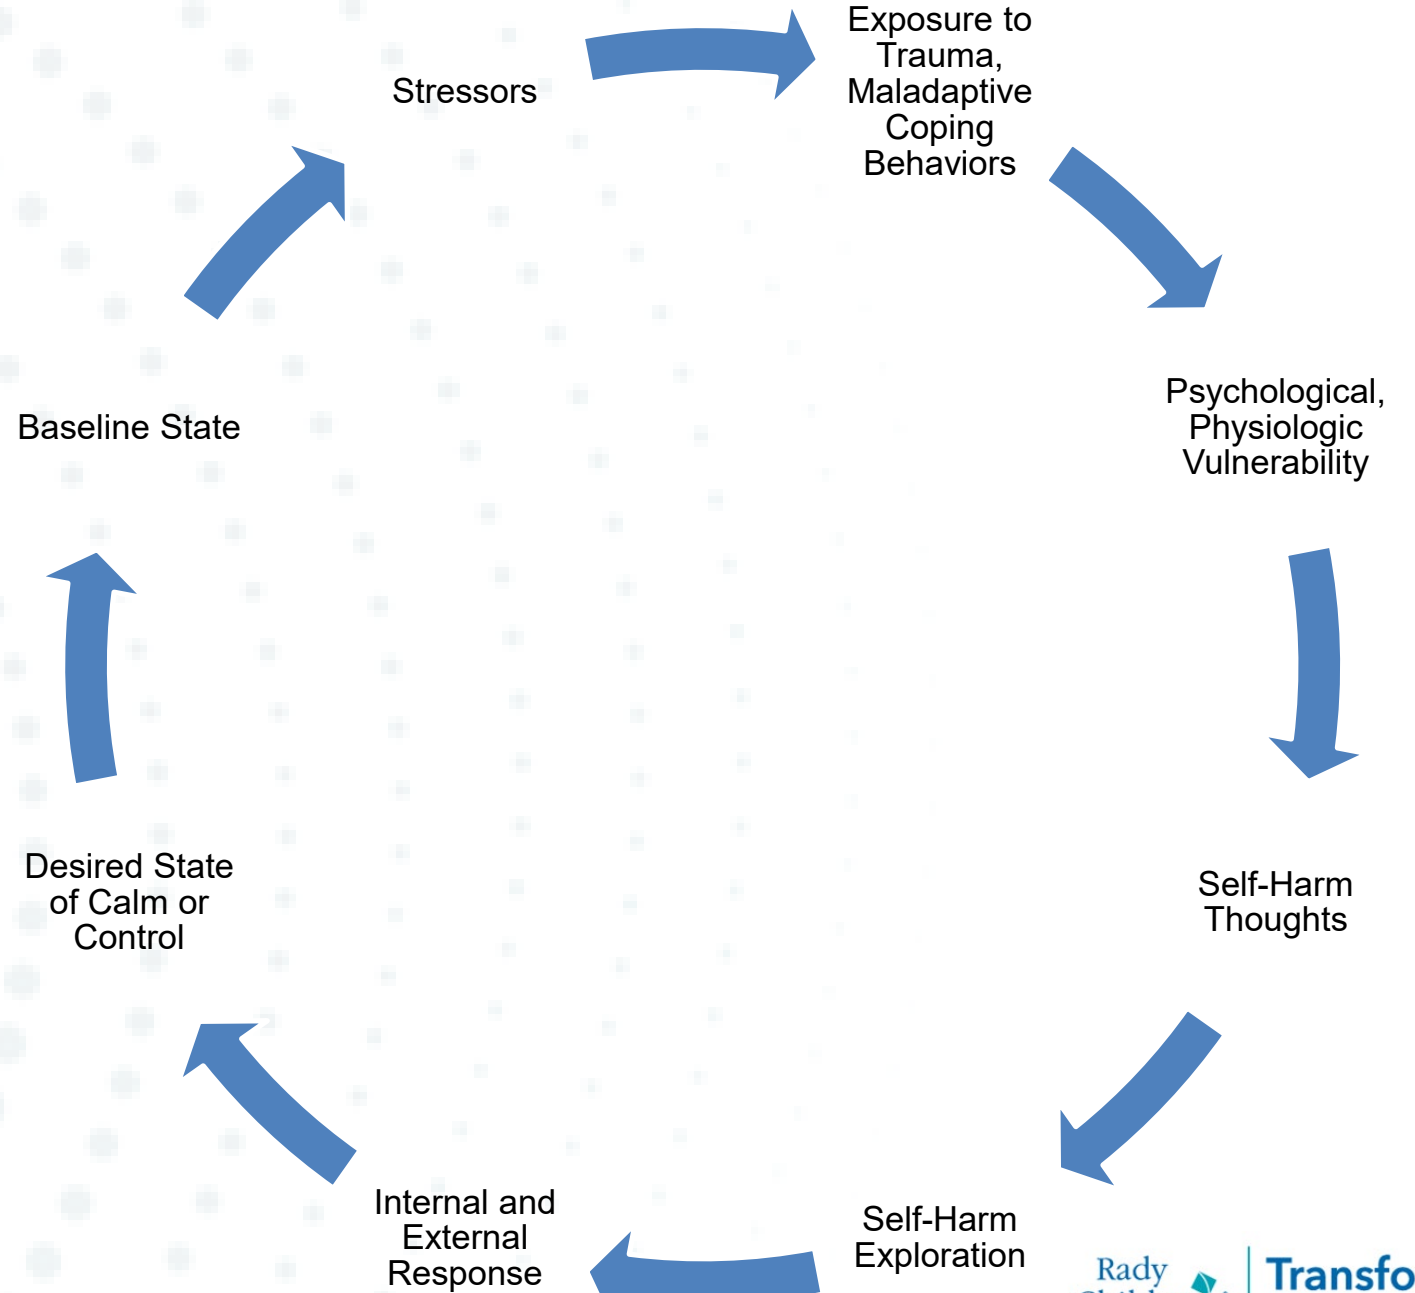 Stressors
Exposure to
Trauma,
Maladaptive
Coping
Behaviors
Psychological,
Physiologic
Vulnerability
Self-Harm
Thoughts
Self-Harm
Exploration
Internal and
External
Response
Desired State
of Calm or
Control
Baseline State
Rady
Transfo